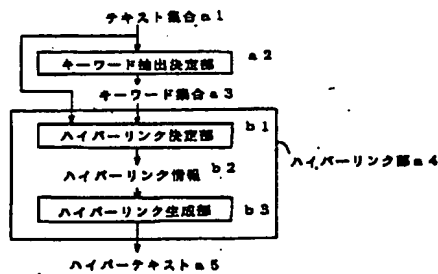 テキスト集合a1
キーワード抽出決定部 a2
キーワード集合a3
ハイパーリンク決定部 b1
ハイパーリンク情報 b2
ハイパーリンク部a4
ハイパーリンク生成部 b3
ハイパーテキストa5